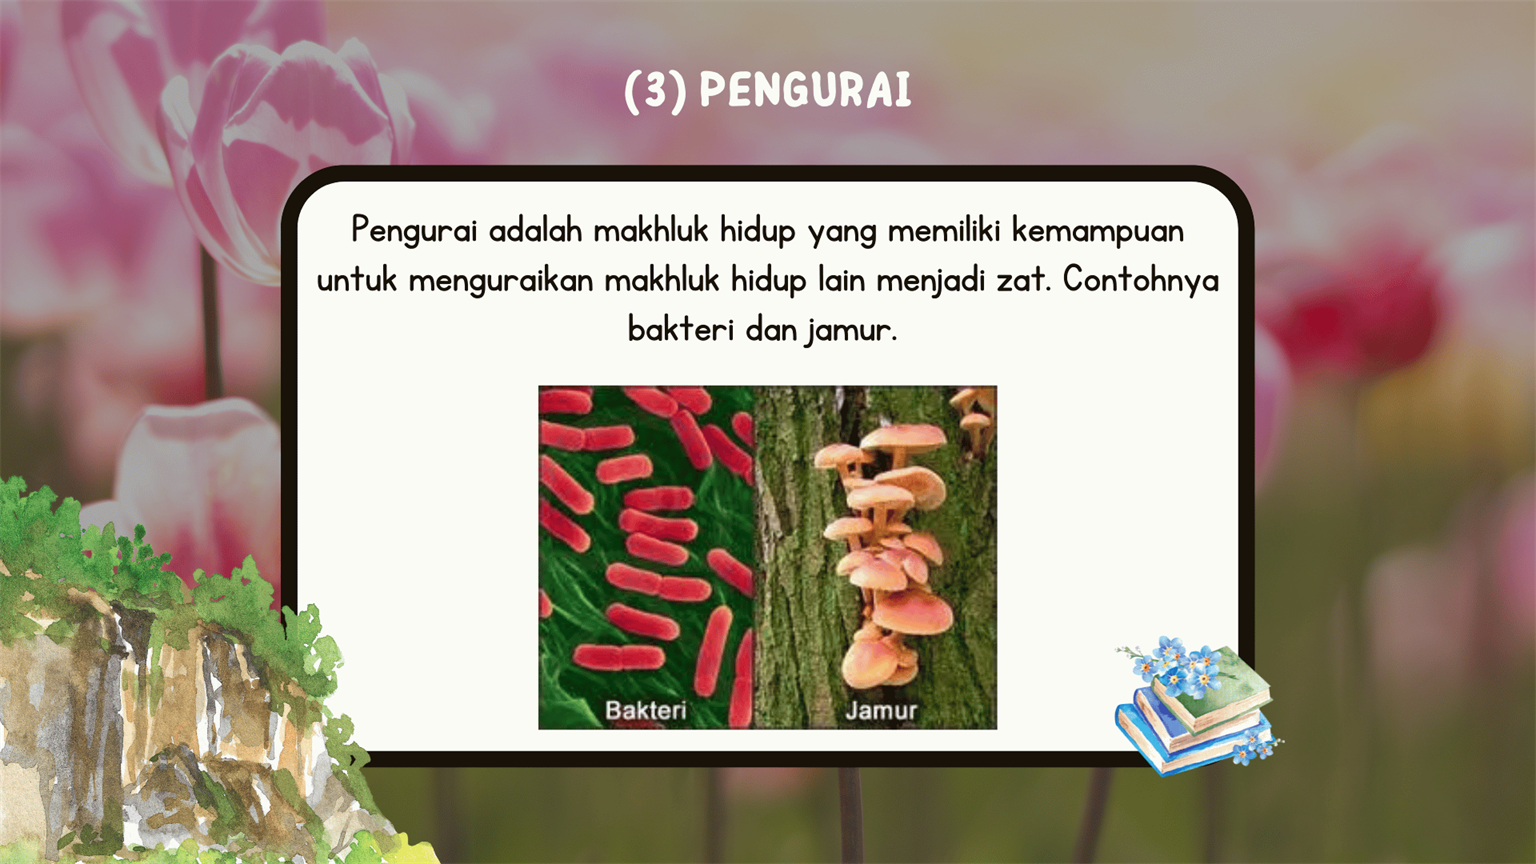 (3) PENGURAI
Pengurai adalah makhluk hidup yang memiliki kemampuan
untuk menguraikan makhluk hidup lain menjadi zat. Contohnya
bakteri dan jamur.
Bakteri
Jamur